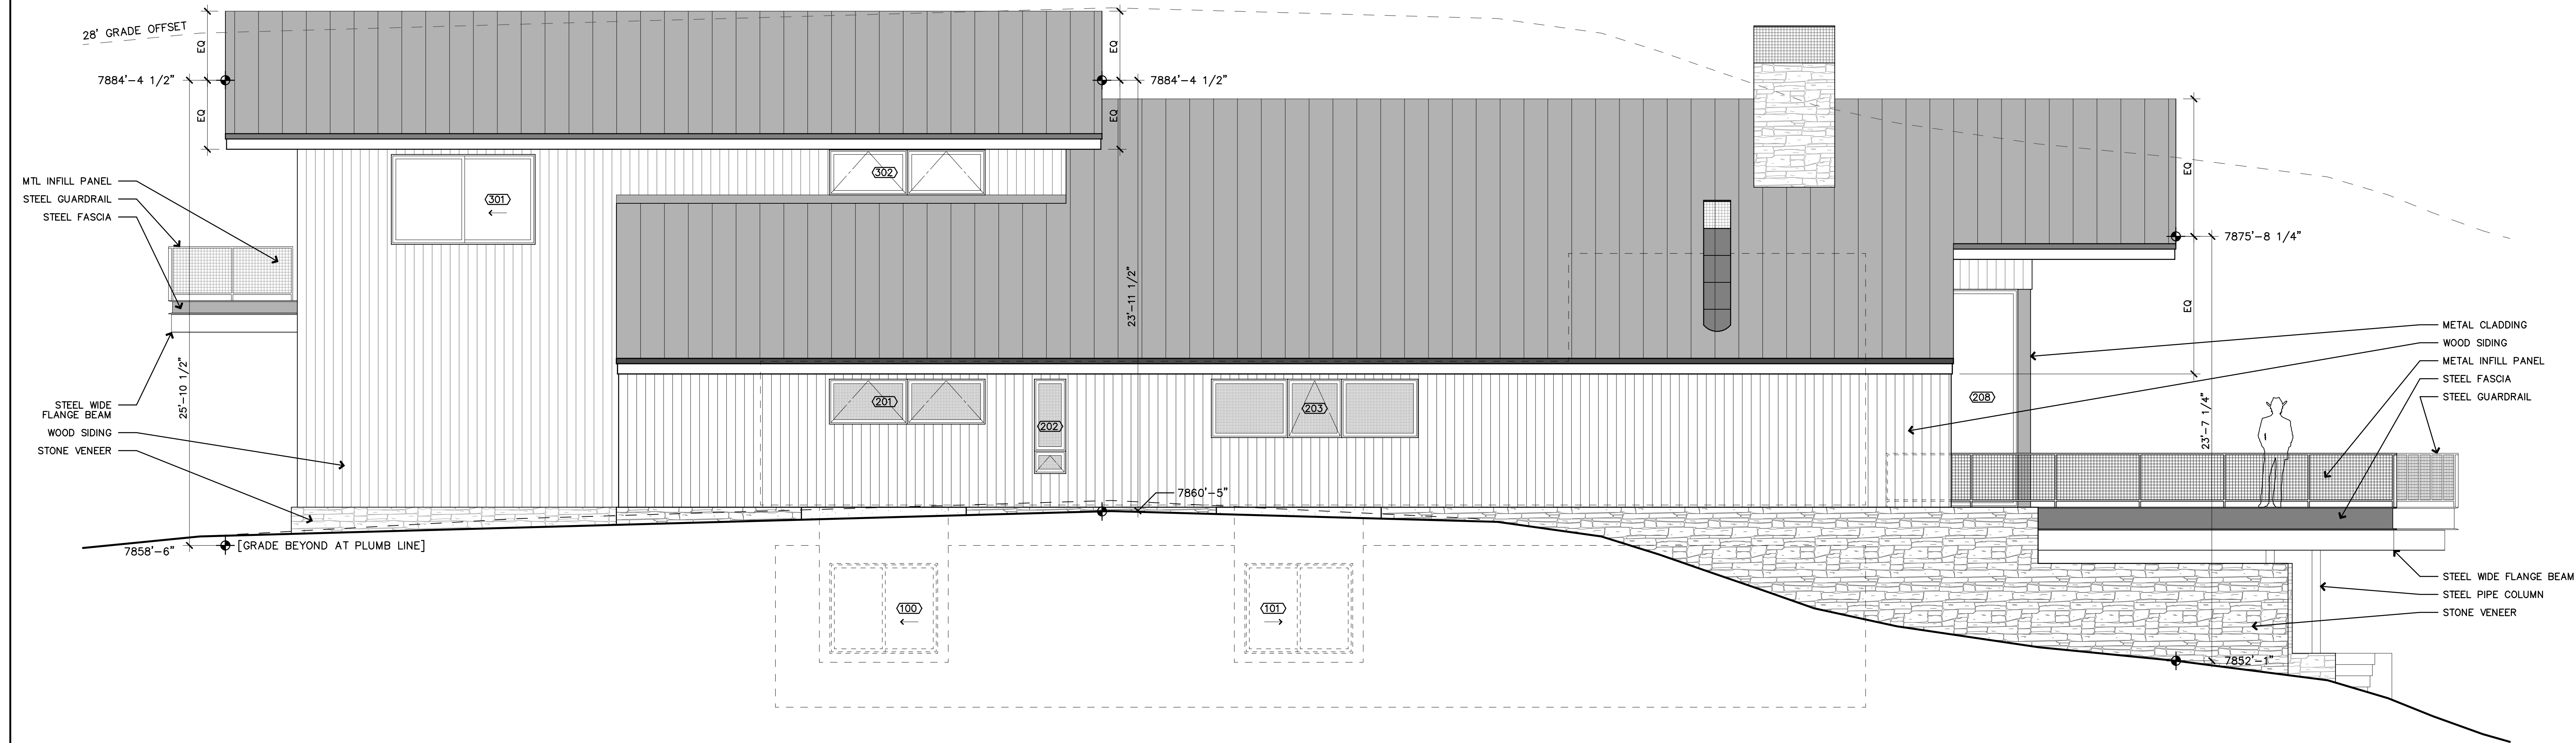 28' GRADE OFFSET
EQ
EQ
7884'-4 1/2"
7884'-4 1/2"
EQ
EQ
MTL INFILL PANEL
STEEL GUARDRAIL
STEEL FASCIA
302
301
EQ
7875'-8 1/4"
EQ
23'-11 1/2"
25'-10 1/2"
STEEL WIDE
FLANGE BEAM
WOOD SIDING
STONE VENEER
201
202
203
208
23'-7 1/4"
METAL CLADDING
WOOD SIDING
METAL INFILL PANEL
STEEL FASCIA
STEEL GUARDRAIL
7860'-5"
7858'-6"
[GRADE BEYOND AT PLUMB LINE]
100
101
STEEL WIDE FLANGE BEAM
STEEL PIPE COLUMN
STONE VENEER
7852'-1"